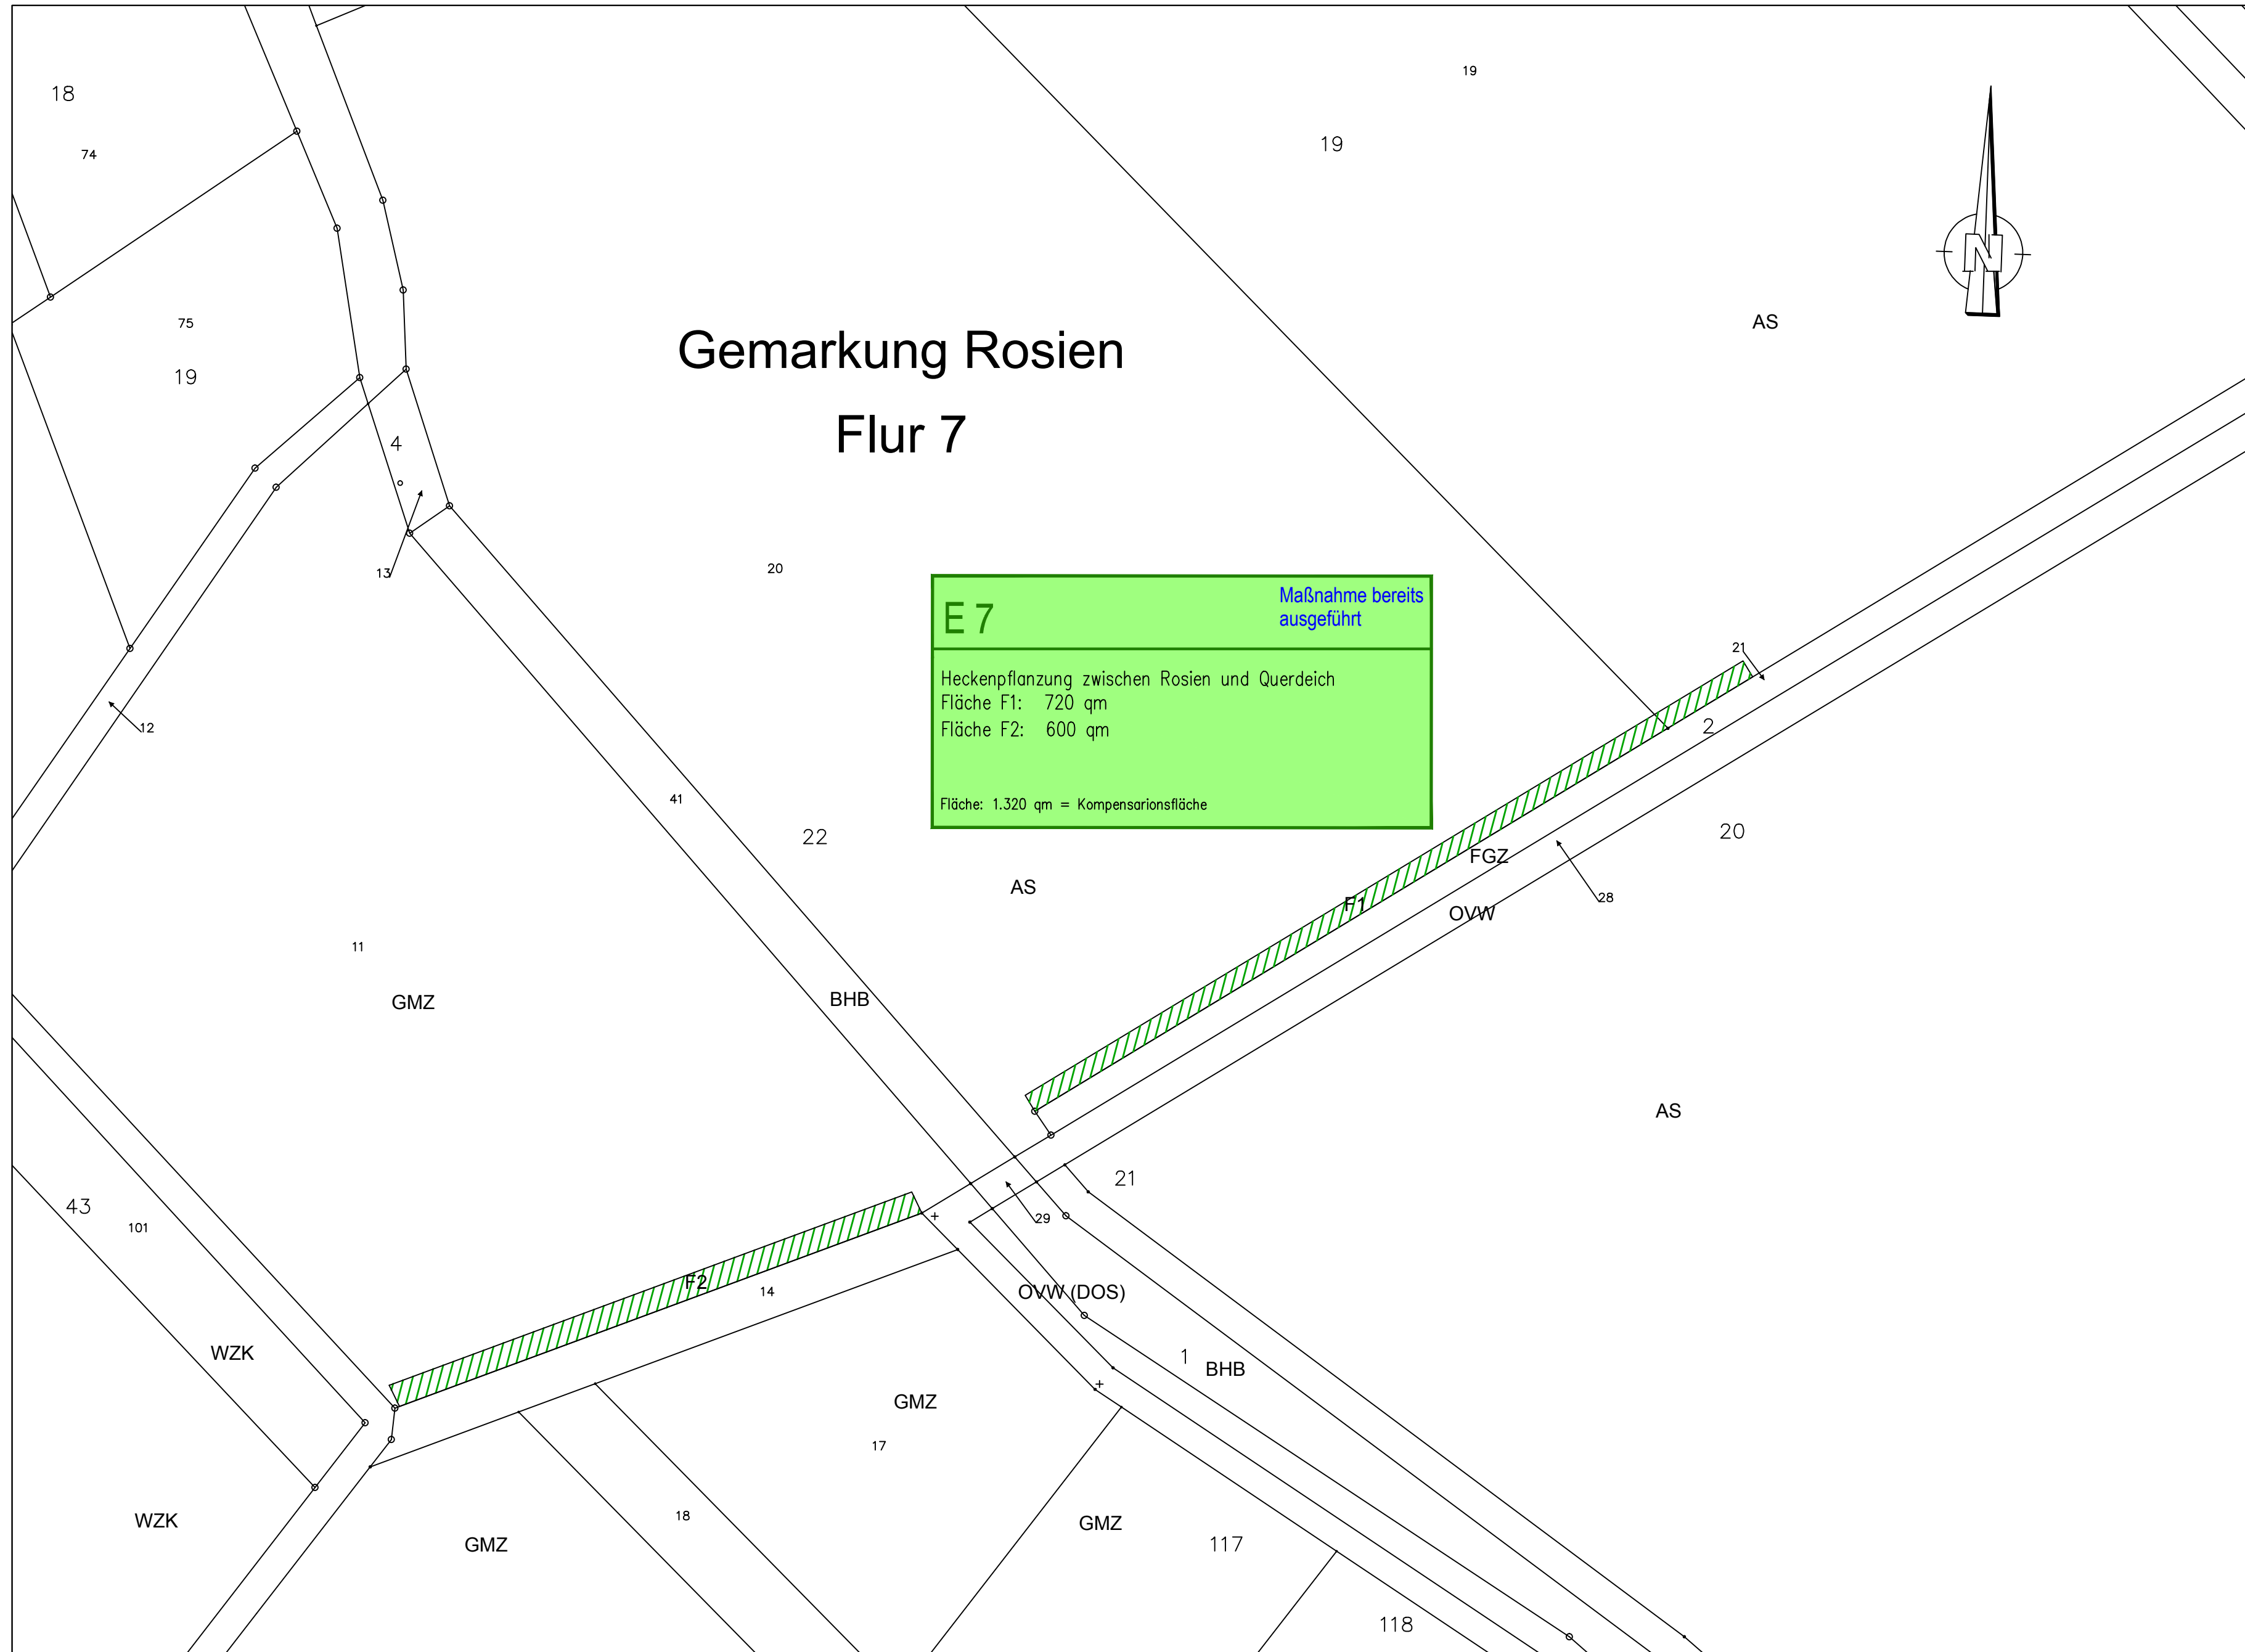 18
74
19
19
N
AS
75
19
Gemarkung Rosien
Flur 7
4
13
20
E 7
Maßnahme bereits
ausgeführt
Heckenpflanzung zwischen Rosien und Querdeich
Fläche F1: 720 qm
Fläche F2: 600 qm
Fläche: 1.320 qm = Kompensarionsfläche
21
2
12
41
22
20
FGZ
AS
28
F1
OVW
11
GMZ
BHB
AS
21
43
101
29
F2
14
OVW (DOS)
WZK
1
BHB
GMZ
17
WZK
18
GMZ
GMZ
117
118